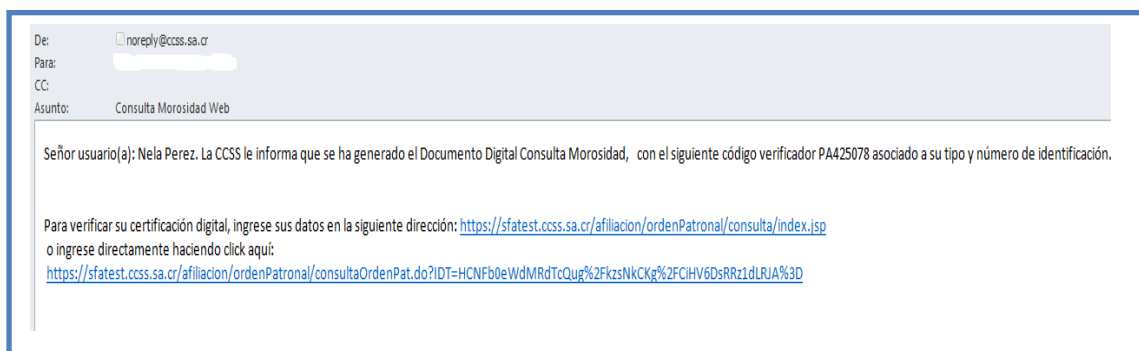 De: noreply@ccss.sa.cr
Para:
CC:
Asunto: Consulta Morosidad Web
Señor usuario(a): Nela Perez. La CCSS le informa que se ha generado el Documento Digital Consulta Morosidad, con el siguiente código verificador PA425078 asociado a su tipo y número de identificación.
Para verificar su certificación digital, ingrese sus datos en la siguiente dirección: https://sfatest.ccss.sa.cr/afiliacion/ordenPatronal/consulta/index.jsp
o ingrese directamente haciendo click aquí:
https://sfatest.ccss.sa.cr/afiliacion/ordenPatronal/consultaOrdenPat.do?IDT=HCNFb0eWdMRdTcQug%2FkzsNkCKg%2FCiHV6DsRRz1dLRJA%3D